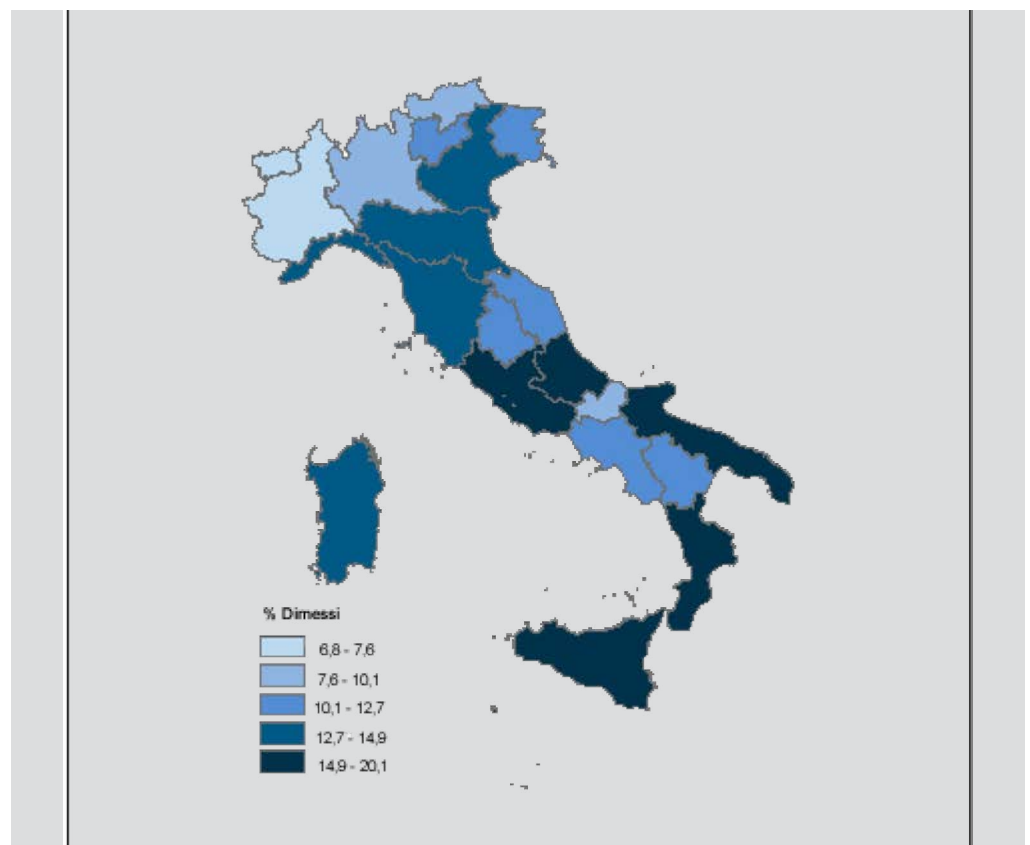 % Dimessi
6,8 - 7,6
7,6 - 10,1
10,1 - 12,7
12,7 - 14,9
14,9 - 20,1